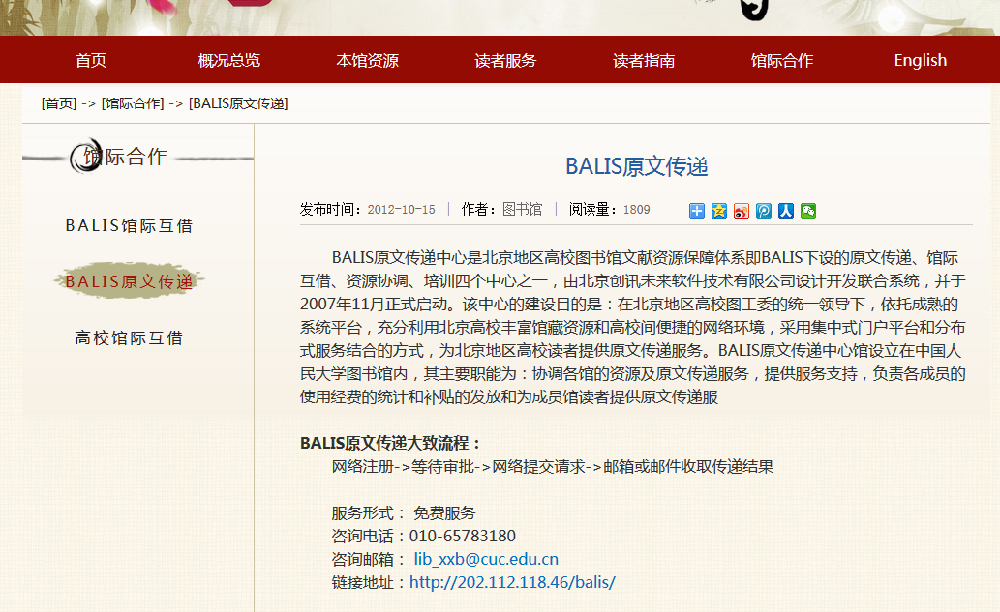 首页 概况总览 本馆资源 读者服务 读者指南 馆际合作 English
[首页] -> [馆际合作] -> [BALIS原文传递]
馆际合作
BALIS馆际互借
BALIS原文传递
高校馆际互借
BALIS原文传递
发布时间：2012-10-15 | 作者：图书馆 | 阅读量：1809
BALIS原文传递中心是北京地区高校图书馆文献资源保障体系即BALIS下设的原文传递、馆际
互借、资源协调、培训四个中心之一，由北京创讯未来软件技术有限公司设计开发联合系统，并于
2007年11月正式启动。该中心的建设目的是：在北京地区高校图工委的统一领导下，依托成熟的
系统平台，充分利用北京高校丰富馆藏资源和高校间便捷的网络环境，采用集中式门户平台和分布
式服务结合的方式，为北京地区高校读者提供原文传递服务。BALIS原文传递中心馆设立在中国人
民大学图书馆内，其主要职能为：协调各馆的资源及原文传递服务，提供服务支持，负责各成员的
使用经费的统计和补贴的发放和为成员馆读者提供原文传递服
BALIS原文传递大致流程：
网络注册->等待审批->网络提交请求->邮箱或邮件收取传递结果
服务形式： 免费服务
咨询电话：010-65783180
咨询邮箱： lib_xxb@cuc.edu.cn
链接地址：http://202.112.118.46/balis/